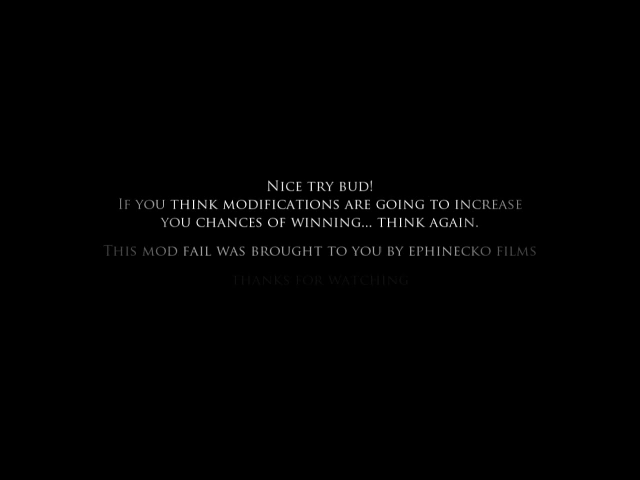 Nice try bud!
If you think modifications are going to increase
you chances of winning... think again.
This mod fail was brought to you by ephinecko films
thanks for watching